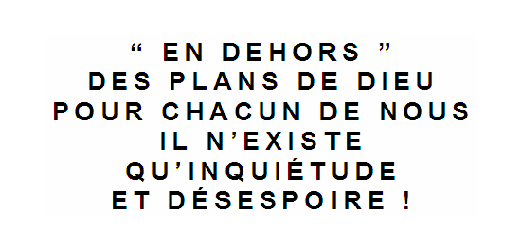 “ EN DEHORS ”
DES PLANS DE DIEU
POUR CHACUN DE NOUS
IL N’EXISTE
QU’INQUIÉTUDE
ET DÉSESPOIRE !